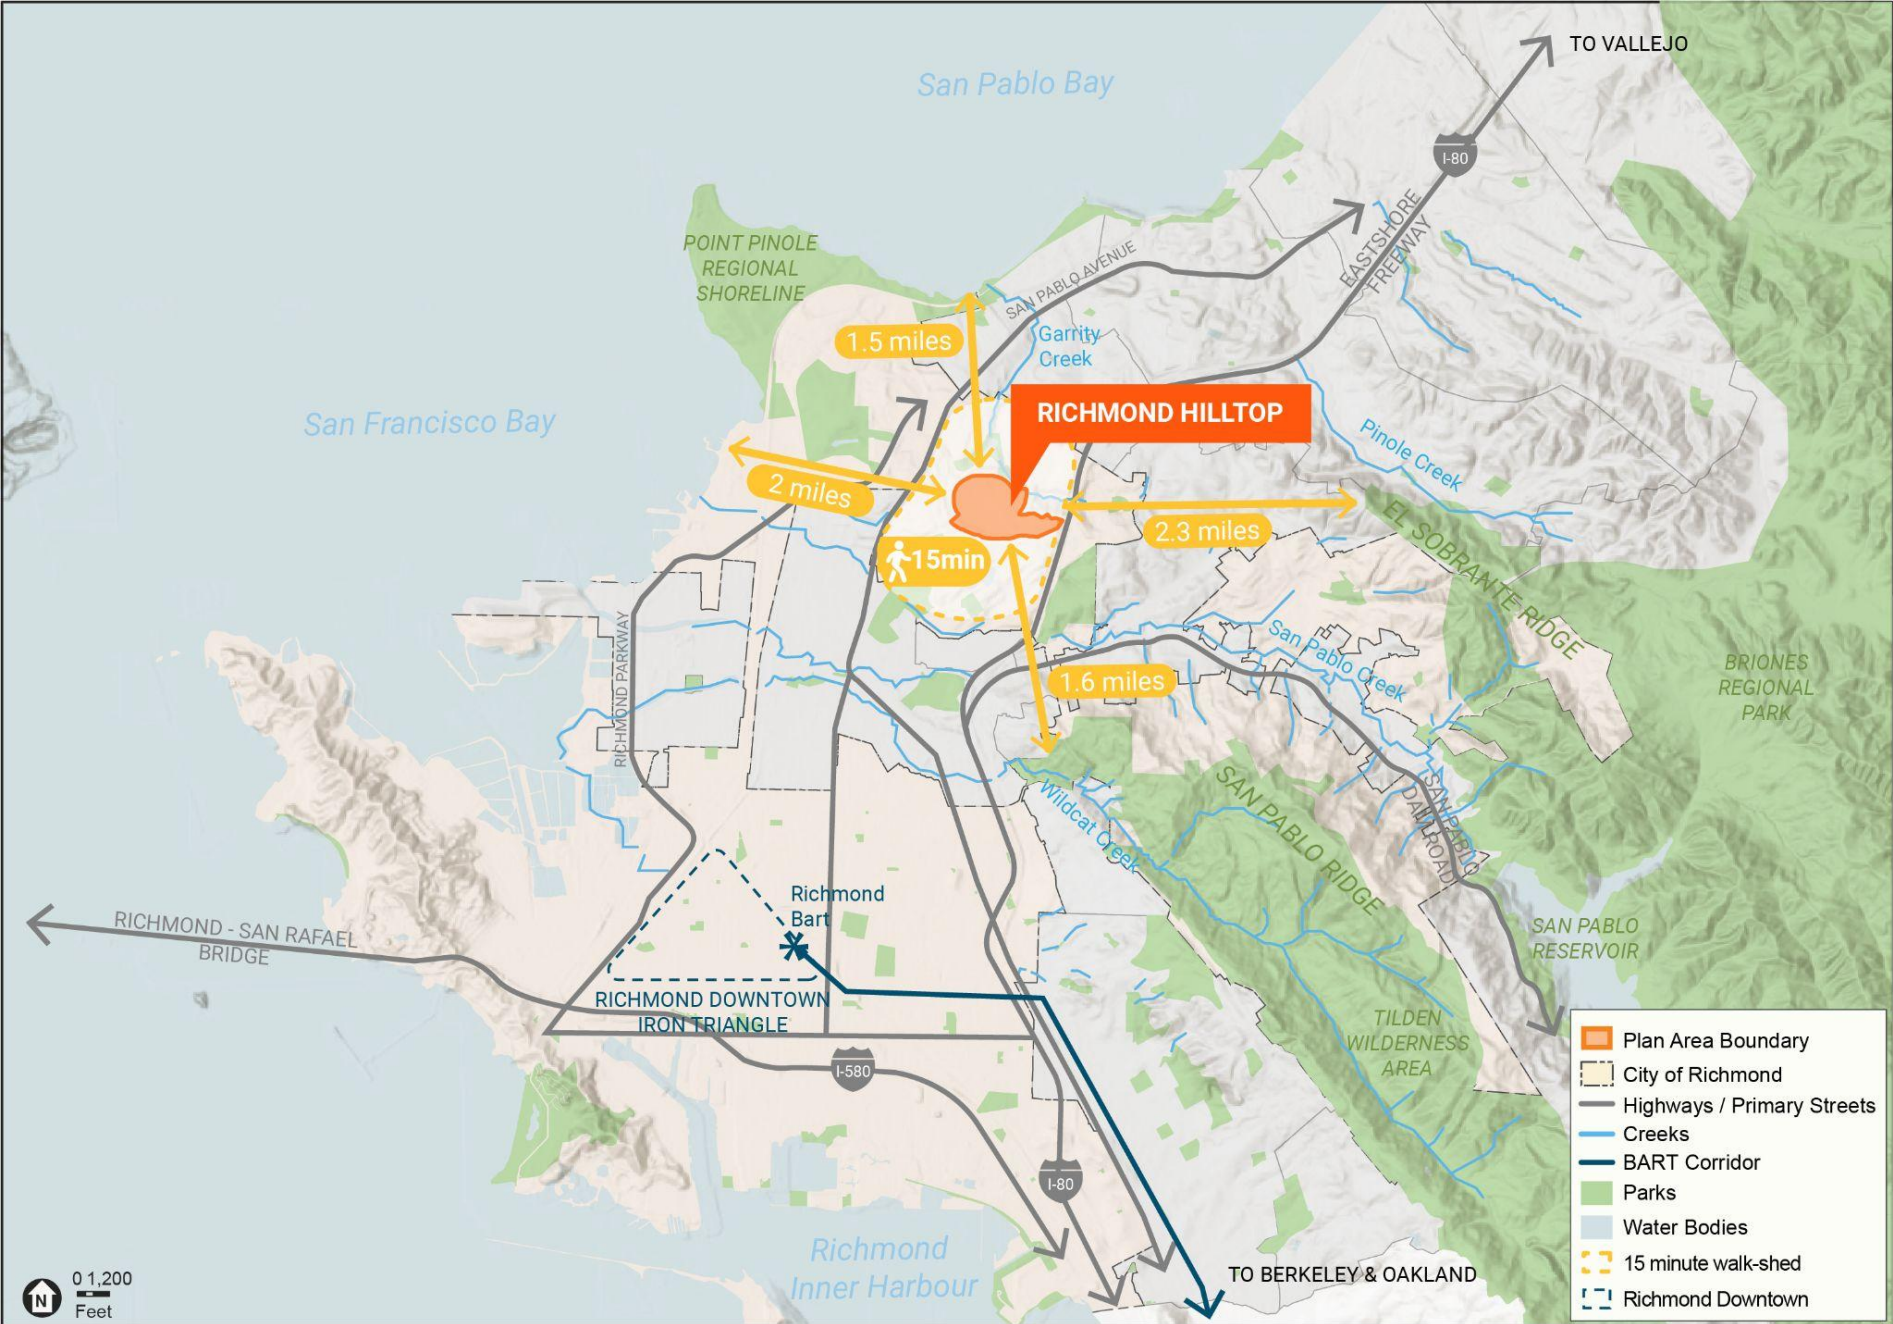 TO VALLEJO
San Pablo Bay
I-80
EASTSHORE
FREEWAY
POINT PINOLE
REGIONAL
SHORELINE
SAN PABLO AVENUE
1.5 miles
Garrity
Creek
RICHMOND HILLTOP
San Francisco Bay
Pinole Creek
2 miles
2.3 miles
EL SOBRANTE RIDGE
15min
RICHMOND PARKWAY
San Pablo Creek
1.6 miles
BRIONES
REGIONAL
PARK
Wildcat Creek
SAN PABLO RIDGE
SAN PABLO
DAM ROAD
Richmond
Bart
RICHMOND - SAN RAFAEL
BRIDGE
SAN PABLO
RESERVOIR
RICHMOND DOWNTOWN
IRON TRIANGLE
TILDEN
WILDERNESS
AREA
I-580
I-80
Richmond
Inner Harbour
TO BERKELEY & OAKLAND
Plan Area Boundary
City of Richmond
Highways / Primary Streets
Creeks
BART Corridor
Parks
Water Bodies
15 minute walk-shed
Richmond Downtown
N
0 1,200
Feet